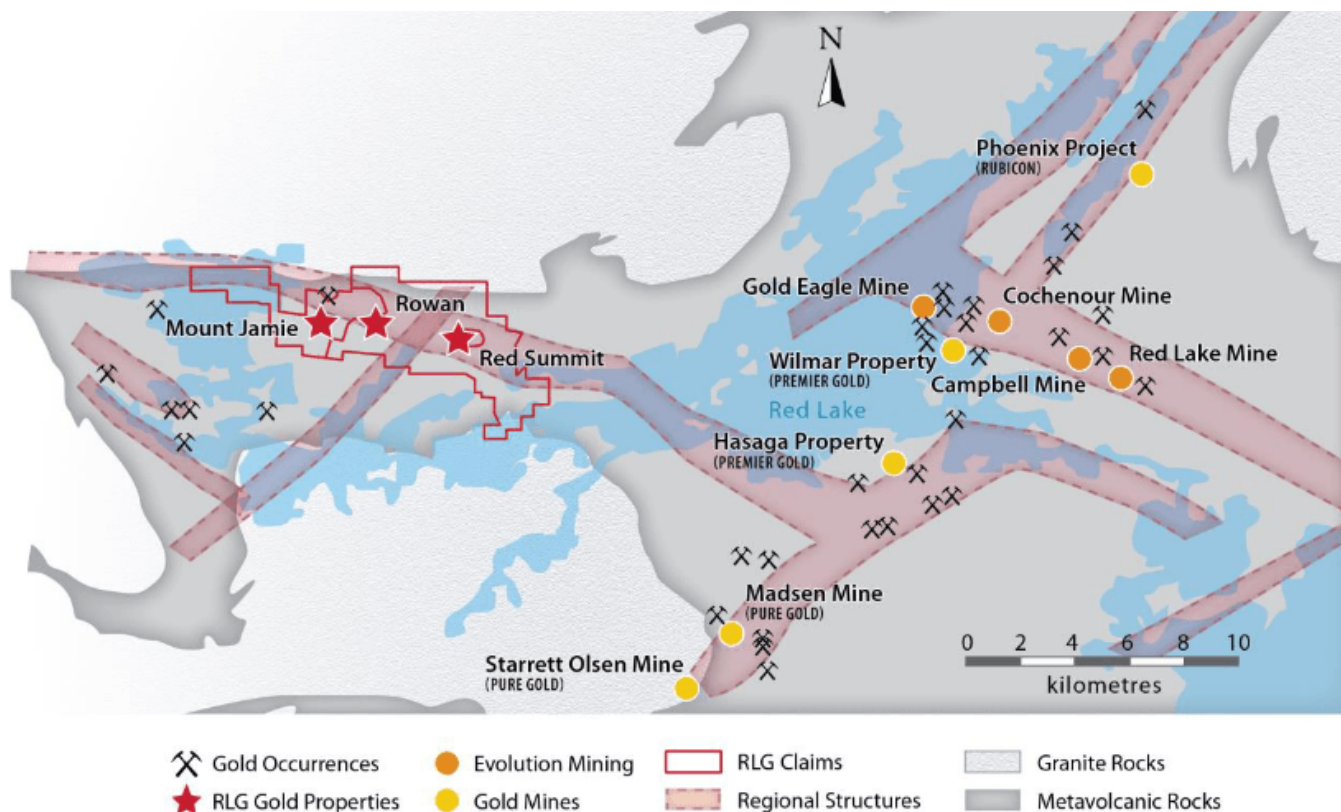 N
Phoenix Project
(RUBICON)
Gold Eagle Mine
Cochenour Mine
Rowan
Mount Jamie
Red Summit
Wilmar Property
(PREMIER GOLD)
Red Lake Mine
Campbell Mine
Red Lake
Hasaga Property
(PREMIER GOLD)
Madsen Mine
(PURE GOLD)
Starrett Olsen Mine
(PURE GOLD)
0 2 4 6 8 10
kilometres
Gold Occurrences
Evolution Mining
RLG Claims
Granite Rocks
RLG Gold Properties
Gold Mines
Regional Structures
Metavolcanic Rocks